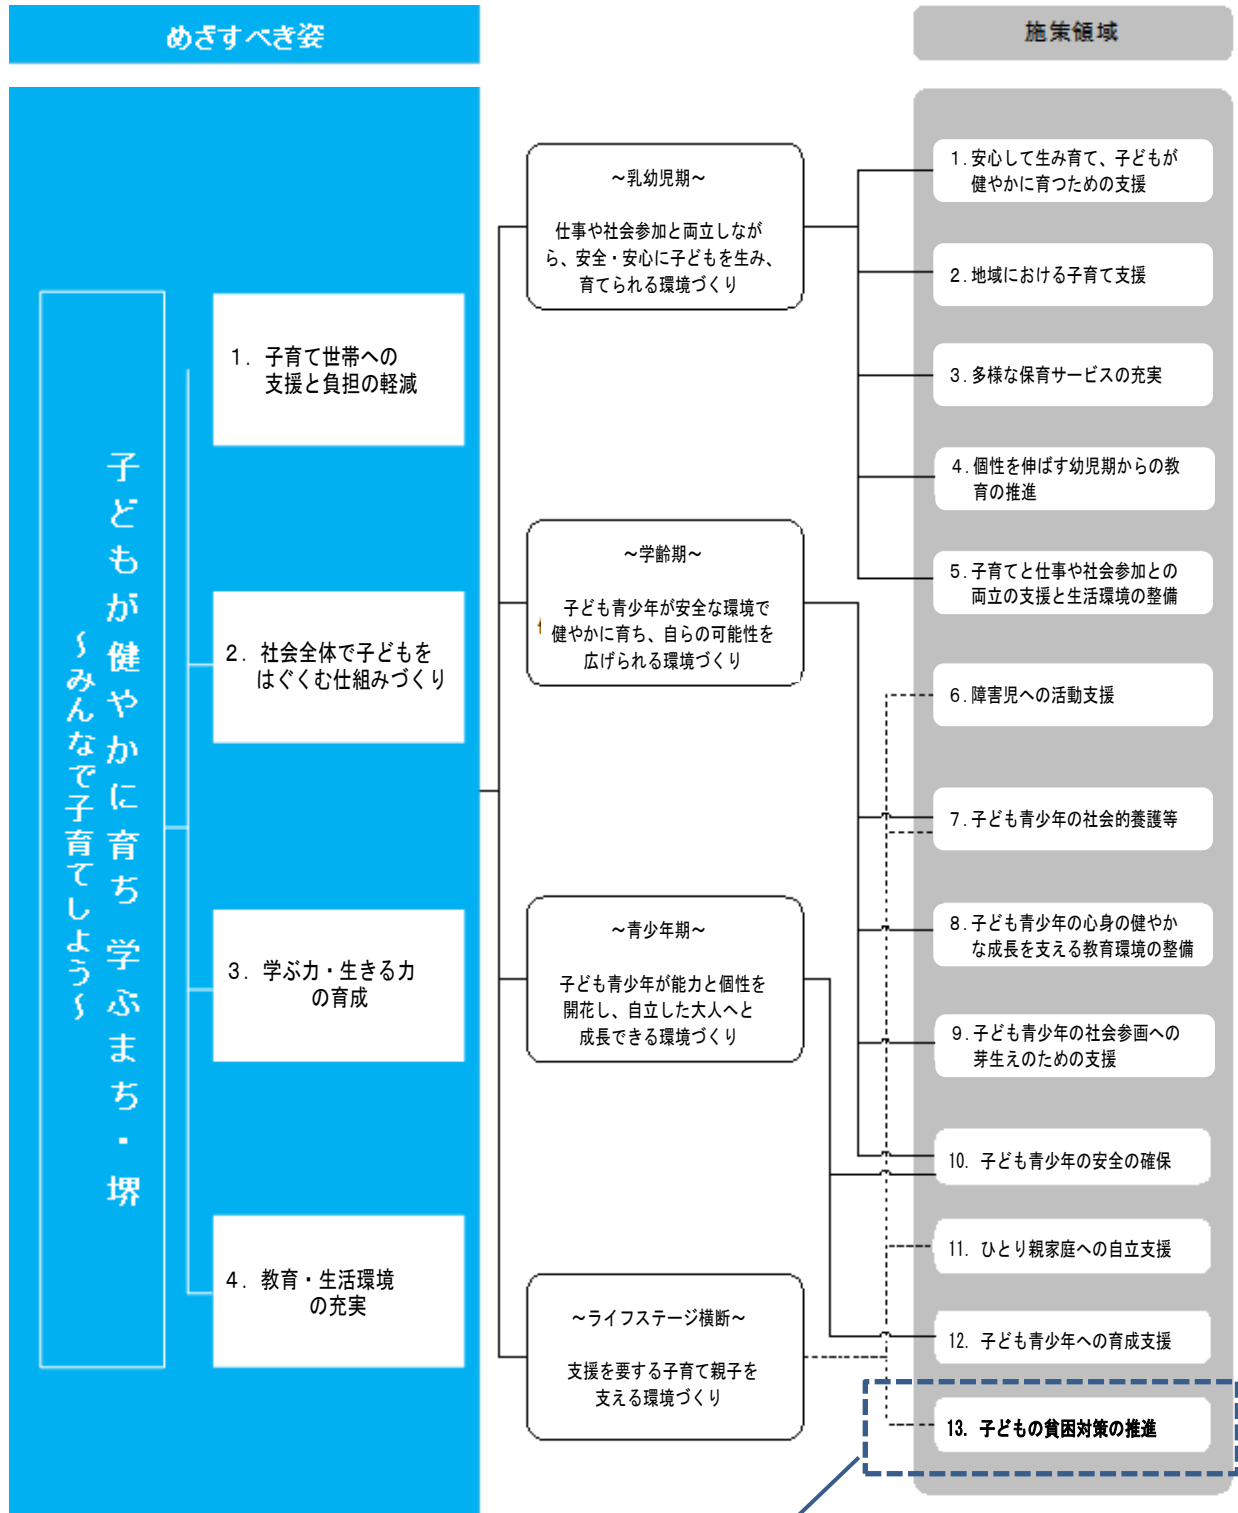 めざすべき姿
施策領域
子どもが健やかに育ち 学ぶまち・堺
～みんなで子育てしよう～
1. 子育て世帯への
支援と負担の軽減
2. 社会全体で子どもを
はぐくむ仕組みづくり
3. 学ぶ力・生きる力
の育成
4. 教育・生活環境
の充実
～乳幼児期～
仕事や社会参加と両立しなが
ら、安全・安心に子どもを生み、
育てられる環境づくり
～学齢期～
子ども青少年が安全な環境で
健やかに育ち、自らの可能性を
広げられる環境づくり
～青少年期～
子ども青少年が能力と個性を
開花し、自立した大人へと
成長できる環境づくり
～ライフステージ横断～
支援を要する子育て親子を
支える環境づくり
1.安心して生み育て、子どもが
健やかに育つための支援
2.地域における子育て支援
3.多様な保育サービスの充実
4.個性を伸ばす幼児期からの教
育の推進
5.子育てと仕事や社会参加との
両立の支援と生活環境の整備
6.障害児への活動支援
7.子ども青少年の社会的養護等
8.子ども青少年の心身の健やか
な成長を支える教育環境の整備
9.子ども青少年の社会参画への
芽生えのための支援
10. 子ども青少年の安全の確保
11. ひとり親家庭への自立支援
12. 子ども青少年への育成支援
13. 子どもの貧困対策の推進